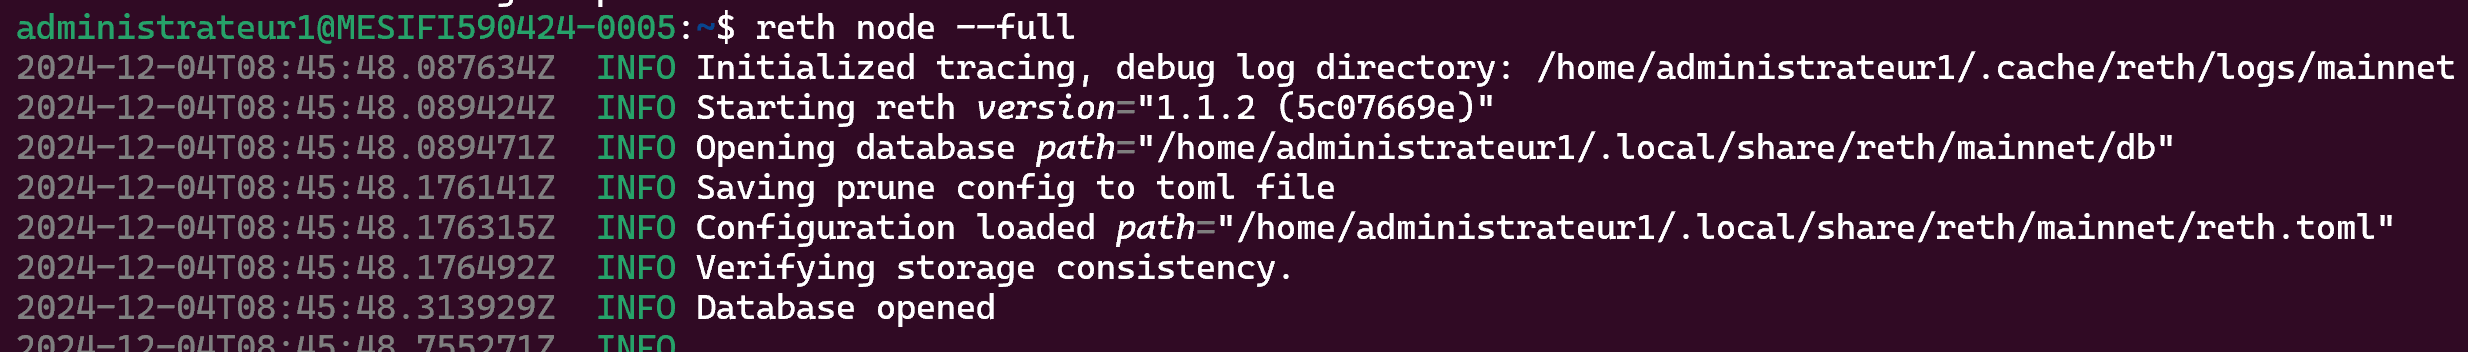 administrateur1@MESIFI590424-0005:~$ reth node --full
2024-12-04T08:45:48.087634Z  INFO Initialized tracing, debug log directory: /home/administrateur1/.cache/reth/logs/mainnet
2024-12-04T08:45:48.089424Z  INFO Starting reth version="1.1.2 (5c07669e)"
2024-12-04T08:45:48.089471Z  INFO Opening database path="/home/administrateur1/.local/share/reth/mainnet/db"
2024-12-04T08:45:48.176141Z  INFO Saving prune config to toml file
2024-12-04T08:45:48.176315Z  INFO Configuration loaded path="/home/administrateur1/.local/share/reth/mainnet/reth.toml"
2024-12-04T08:45:48.176492Z  INFO Verifying storage consistency.
2024-12-04T08:45:48.313929Z  INFO Database opened
2024-12-04T08:45:48.755271Z  INFO